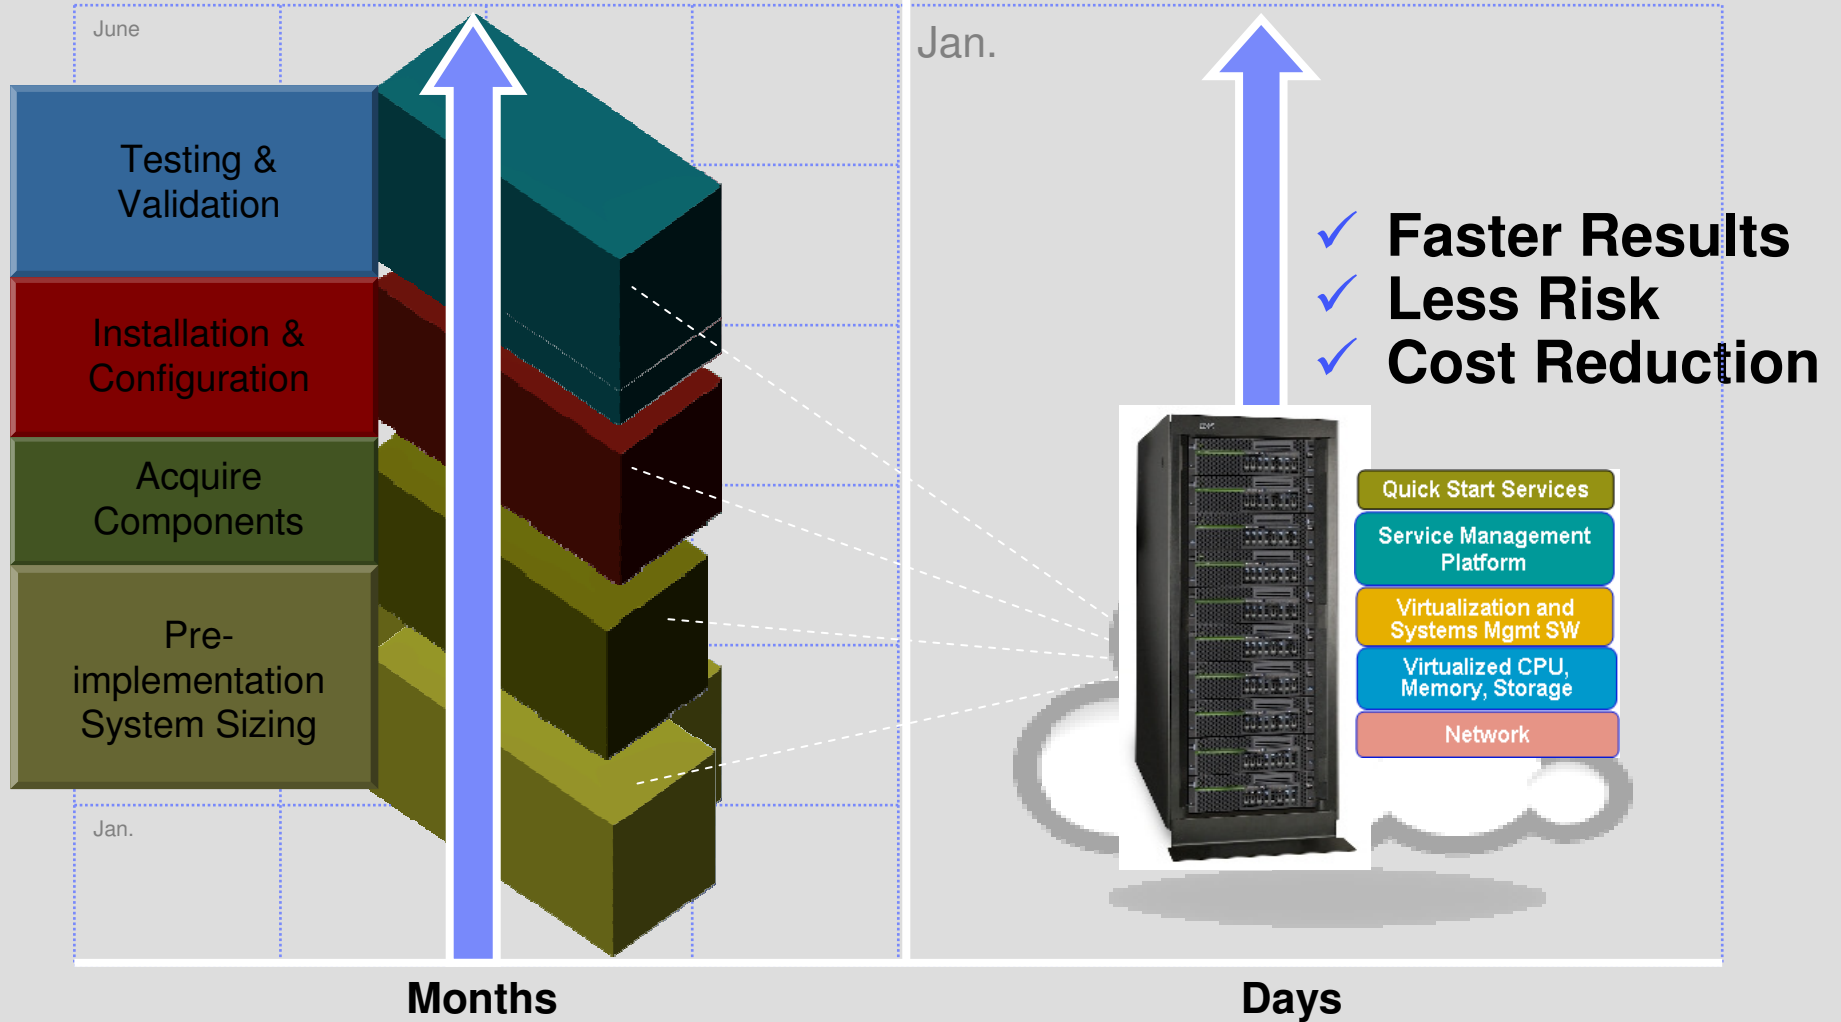 June
Testing &
Validation
Installation &
Configuration
Acquire
Components
Pre-
implementation
System Sizing
Jan.
Months
Jan.
✓ Faster Results
✓ Less Risk
✓ Cost Reduction
IBM
Quick Start Services
Service Management
Platform
Virtualization and
Systems Mgmt SW
Virtualized CPU,
Memory, Storage
Network
Days